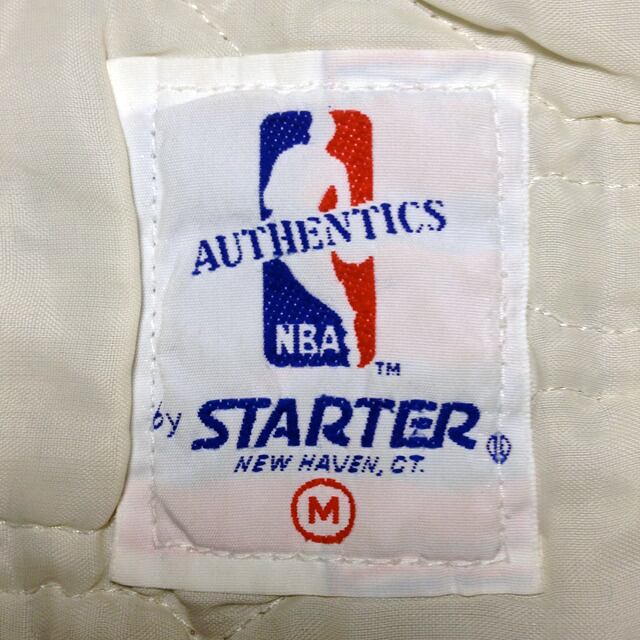 AUTHENTICS
NBA
TM
by STARTER®
NEW HAVEN, CT.
M